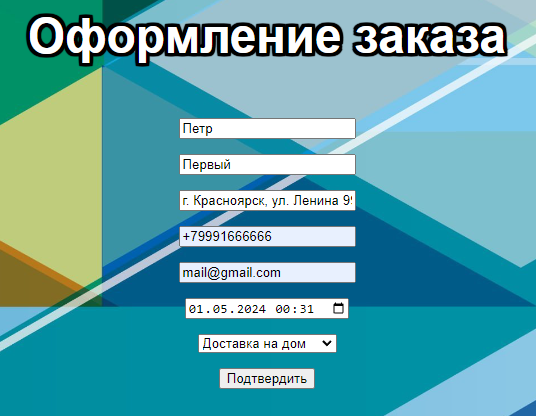 Оформление заказа
Петр
Первый
г. Красноярск, ул. Ленина 9
+79991666666
mail@gmail.com
01.05.2024 00:31
Доставка на дом
Подтвердить